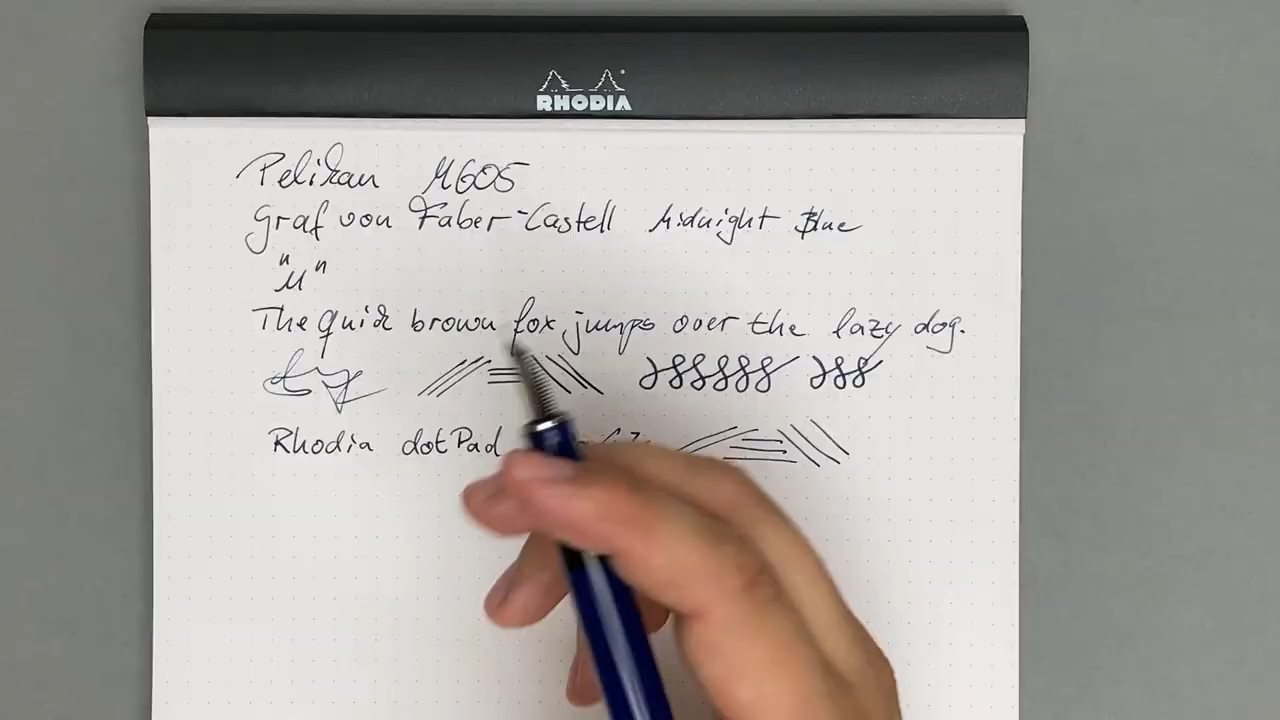 RHODIA
Pelikan M605
Graf von Faber-Castell Midnight Blue
"M"
The quick brown fox jumps over the lazy dog.
Rhodia dotPad